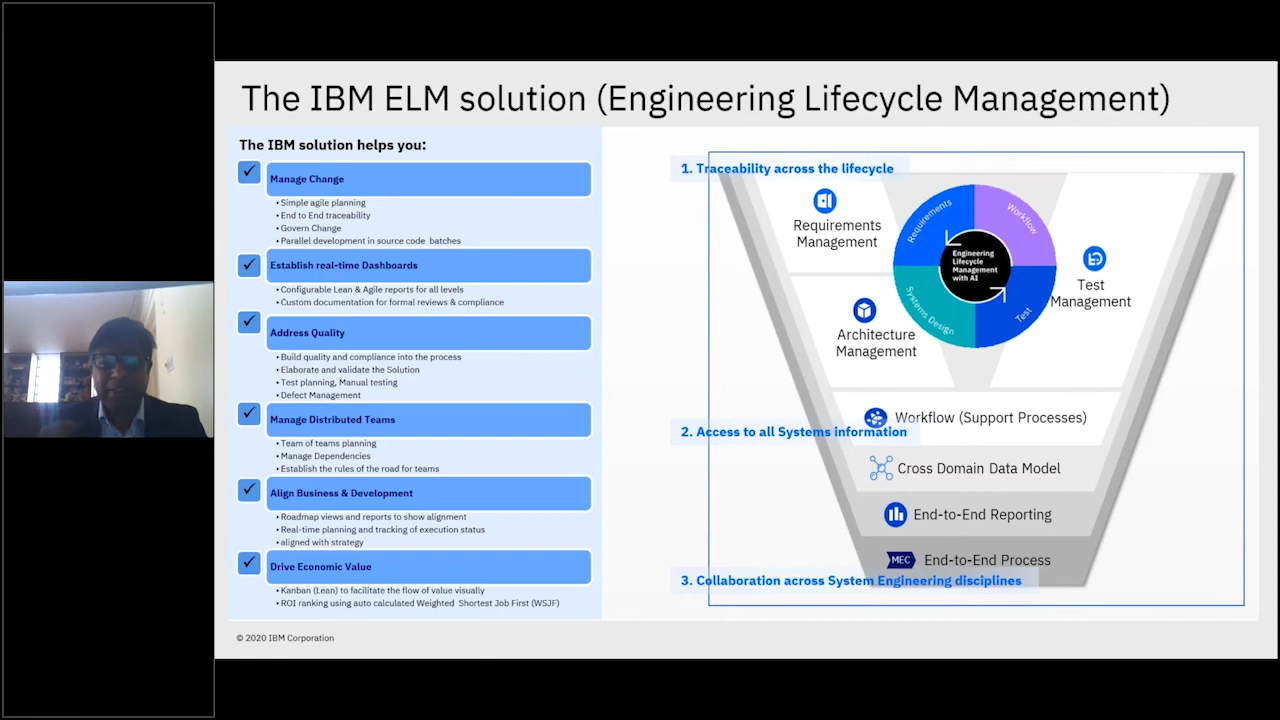 The IBM ELM solution (Engineering Lifecycle Management)
The IBM solution helps you:
Manage Change
• Simple agile planning
• End to End traceability
• Govern Change
• Parallel development in source code batches
Establish real-time Dashboards
• Configurable Lean & Agile reports for all levels
• Custom documentation for formal reviews & compliance
Address Quality
• Build quality and compliance into the process
• Elaborate and validate the Solution
• Test planning, Manual testing
• Defect Management
Manage Distributed Teams
• Team of teams planning
• Manage Dependencies
• Establish the rules of the road for teams
Align Business & Development
• Roadmap views and reports to show alignment
• Real-time planning and tracking of execution status
• aligned with strategy
Drive Economic Value
• Kanban (Lean) to facilitate the flow of value visually
• ROI ranking using auto calculated Weighted Shortest Job First (WSJF)
1. Traceability across the lifecycle
Requirements
Management
Requirements
Workflow
Engineering
Lifecycle
Management
with AI
Systems Design
Test
Test
Management
Architecture
Management
Workflow (Support Processes)
2. Access to all Systems information
Cross Domain Data Model
End-to-End Reporting
MEC
End-to-End Process
3. Collaboration across System Engineering disciplines
© 2020 IBM Corporation